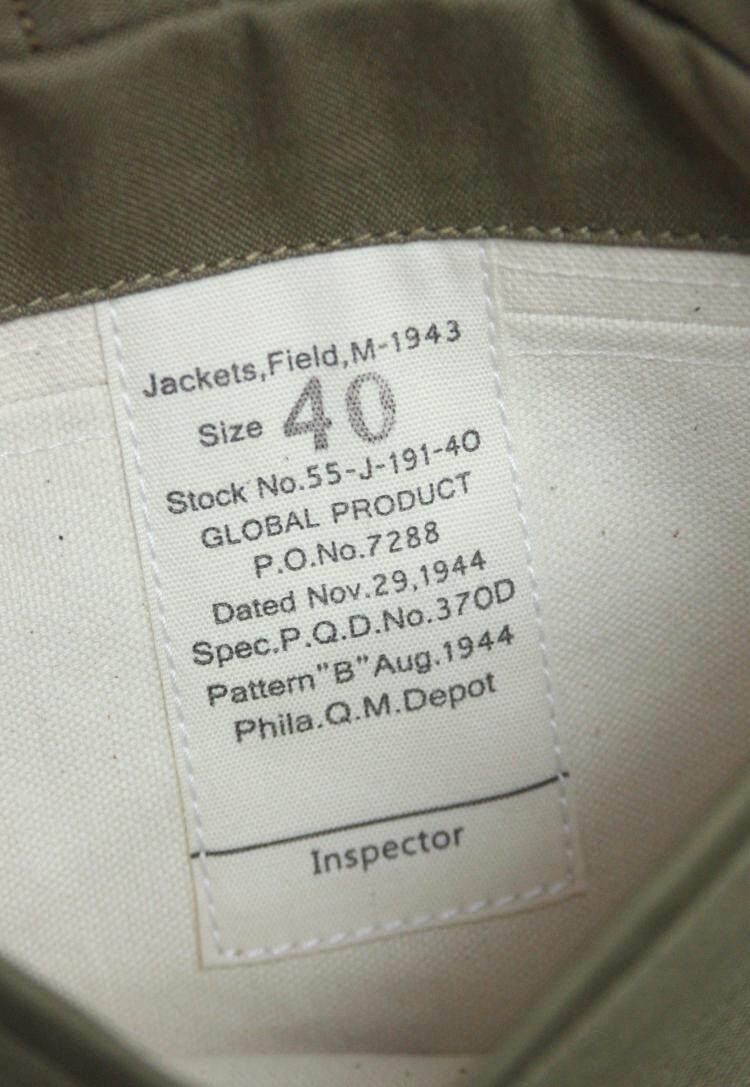 Jackets,Field,M-1943
Size 40
Stock No.55-J-191-40
GLOBAL PRODUCT
P.O.No.7288
Dated Nov.29,1944
Spec.P.Q.D.No.370D
Pattern"B"Aug.1944
Phila.Q.M.Depot
Inspector